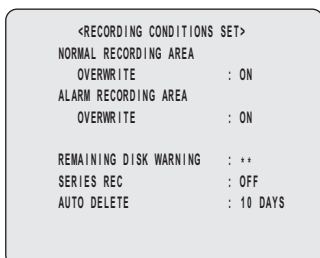 <RECORDING CONDITIONS SET>
NORMAL RECORDING AREA
OVERWRITE : ON
ALARM RECORDING AREA
OVERWRITE : ON
REMAINING DISK WARNING : **
SERIES REC : OFF
AUTO DELETE : 10 DAYS